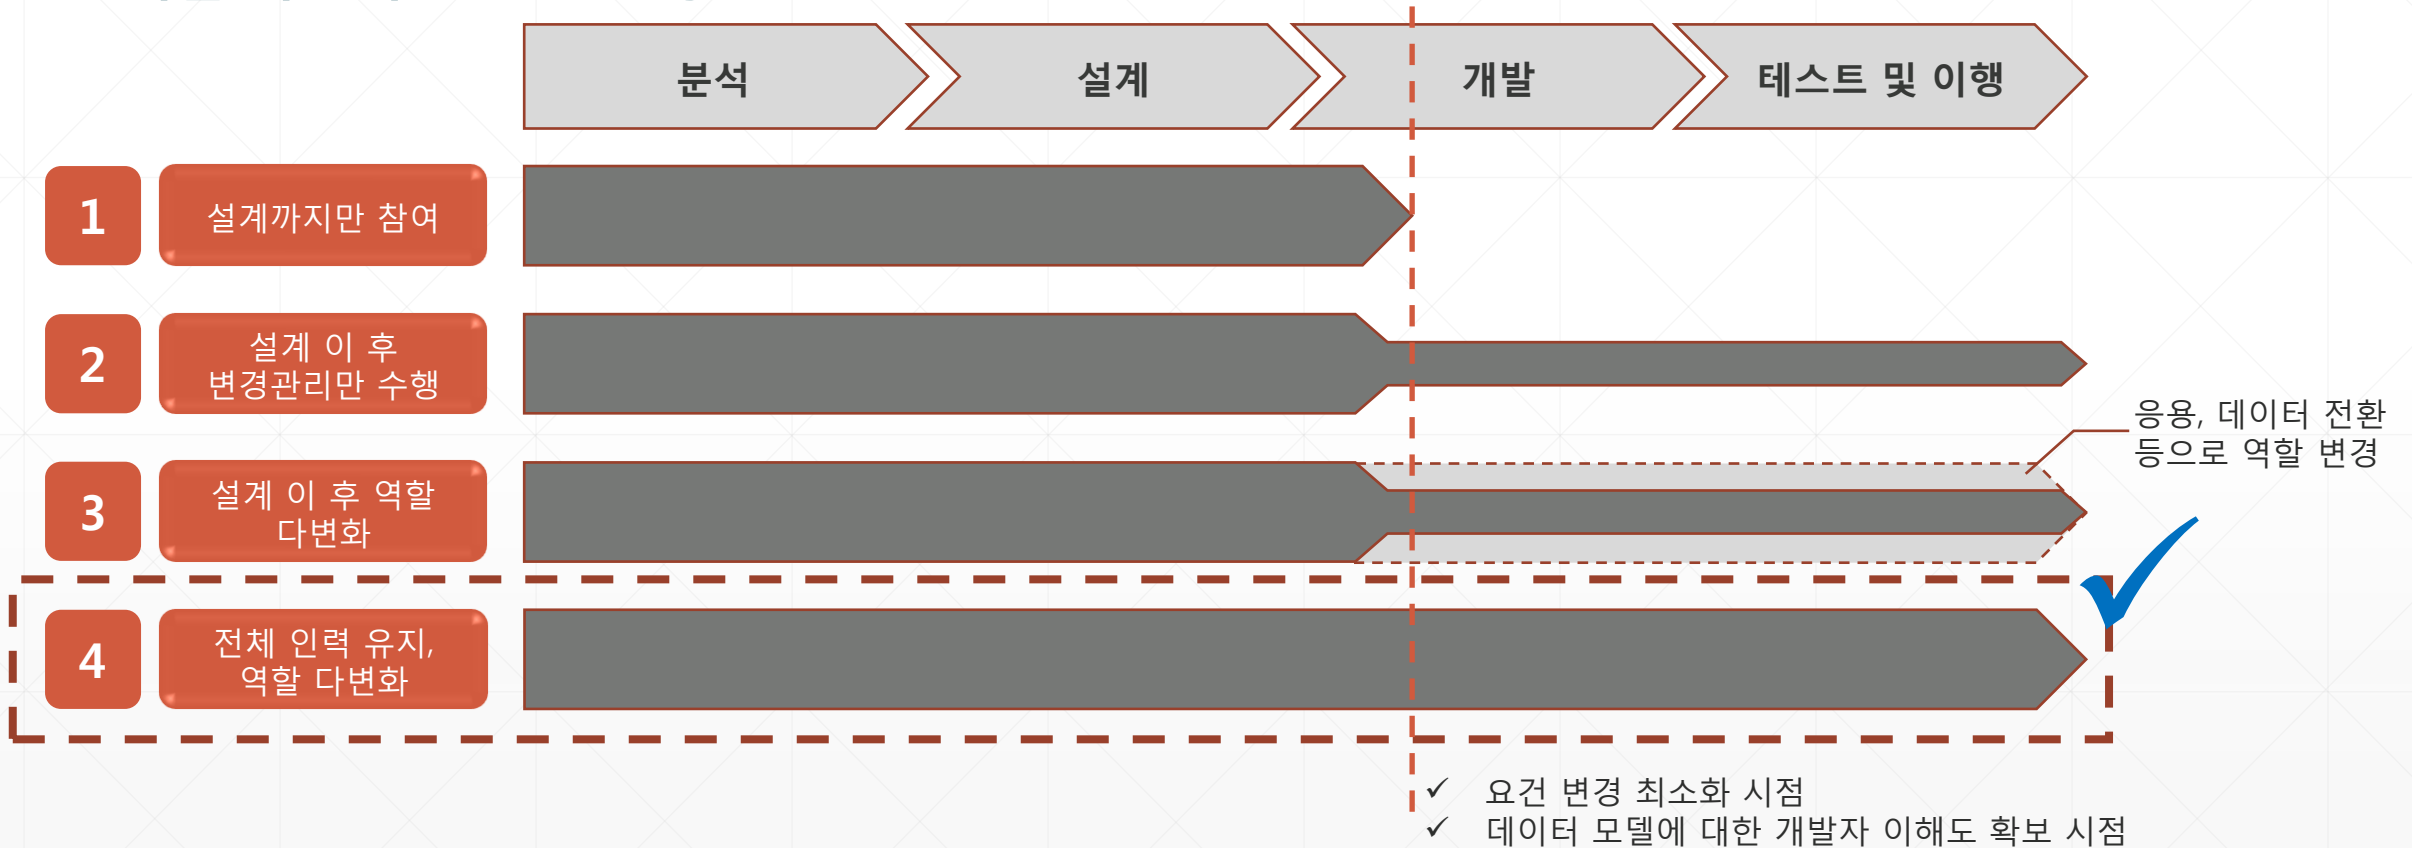 분석
설계
개발
테스트 및 이행
1
설계까지만 참여
2
설계 이 후
변경관리만 수행
응용, 데이터 전환
등으로 역할 변경
3
설계 이 후 역할
다변화
4
전체 인력 유지,
역할 다변화
✓ 요건 변경 최소화 시점
✓ 데이터 모델에 대한 개발자 이해도 확보 시점